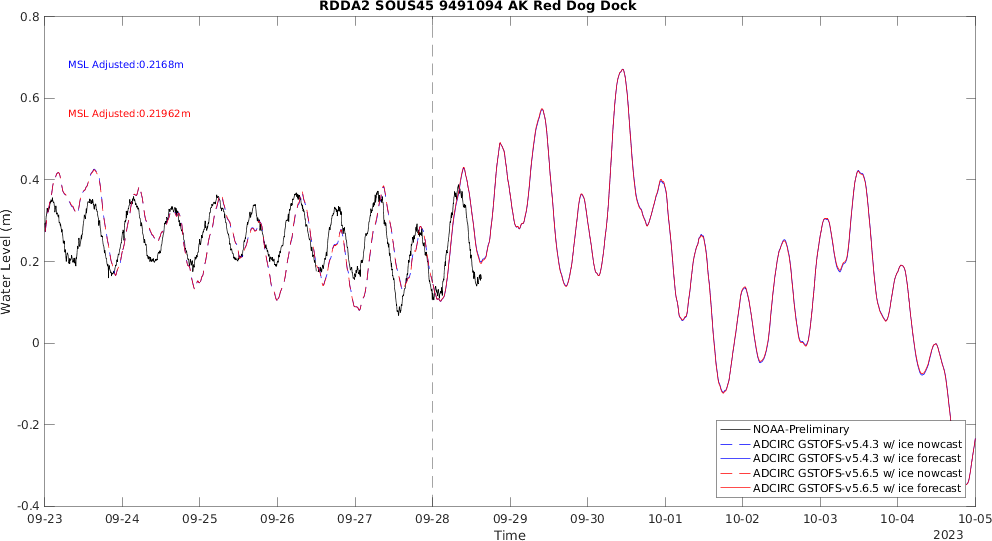 RDDA2 SOUS45 9491094 AK Red Dog Dock
0.8
MSL Adjusted:0.2168m
0.6
MSL Adjusted:0.21962m
0.4
0.2
Water Level (m)
0
-0.2
NOAA-Preliminary
ADCIRC GSTOFS-v5.4.3 w/ ice nowcast
ADCIRC GSTOFS-v5.4.3 w/ ice forecast
ADCIRC GSTOFS-v5.6.5 w/ ice nowcast
ADCIRC GSTOFS-v5.6.5 w/ ice forecast
-0.4
09-23 09-24 09-25 09-26 09-27 09-28 09-29 09-30 10-01 10-02 10-03 10-04 10-05
Time
2023